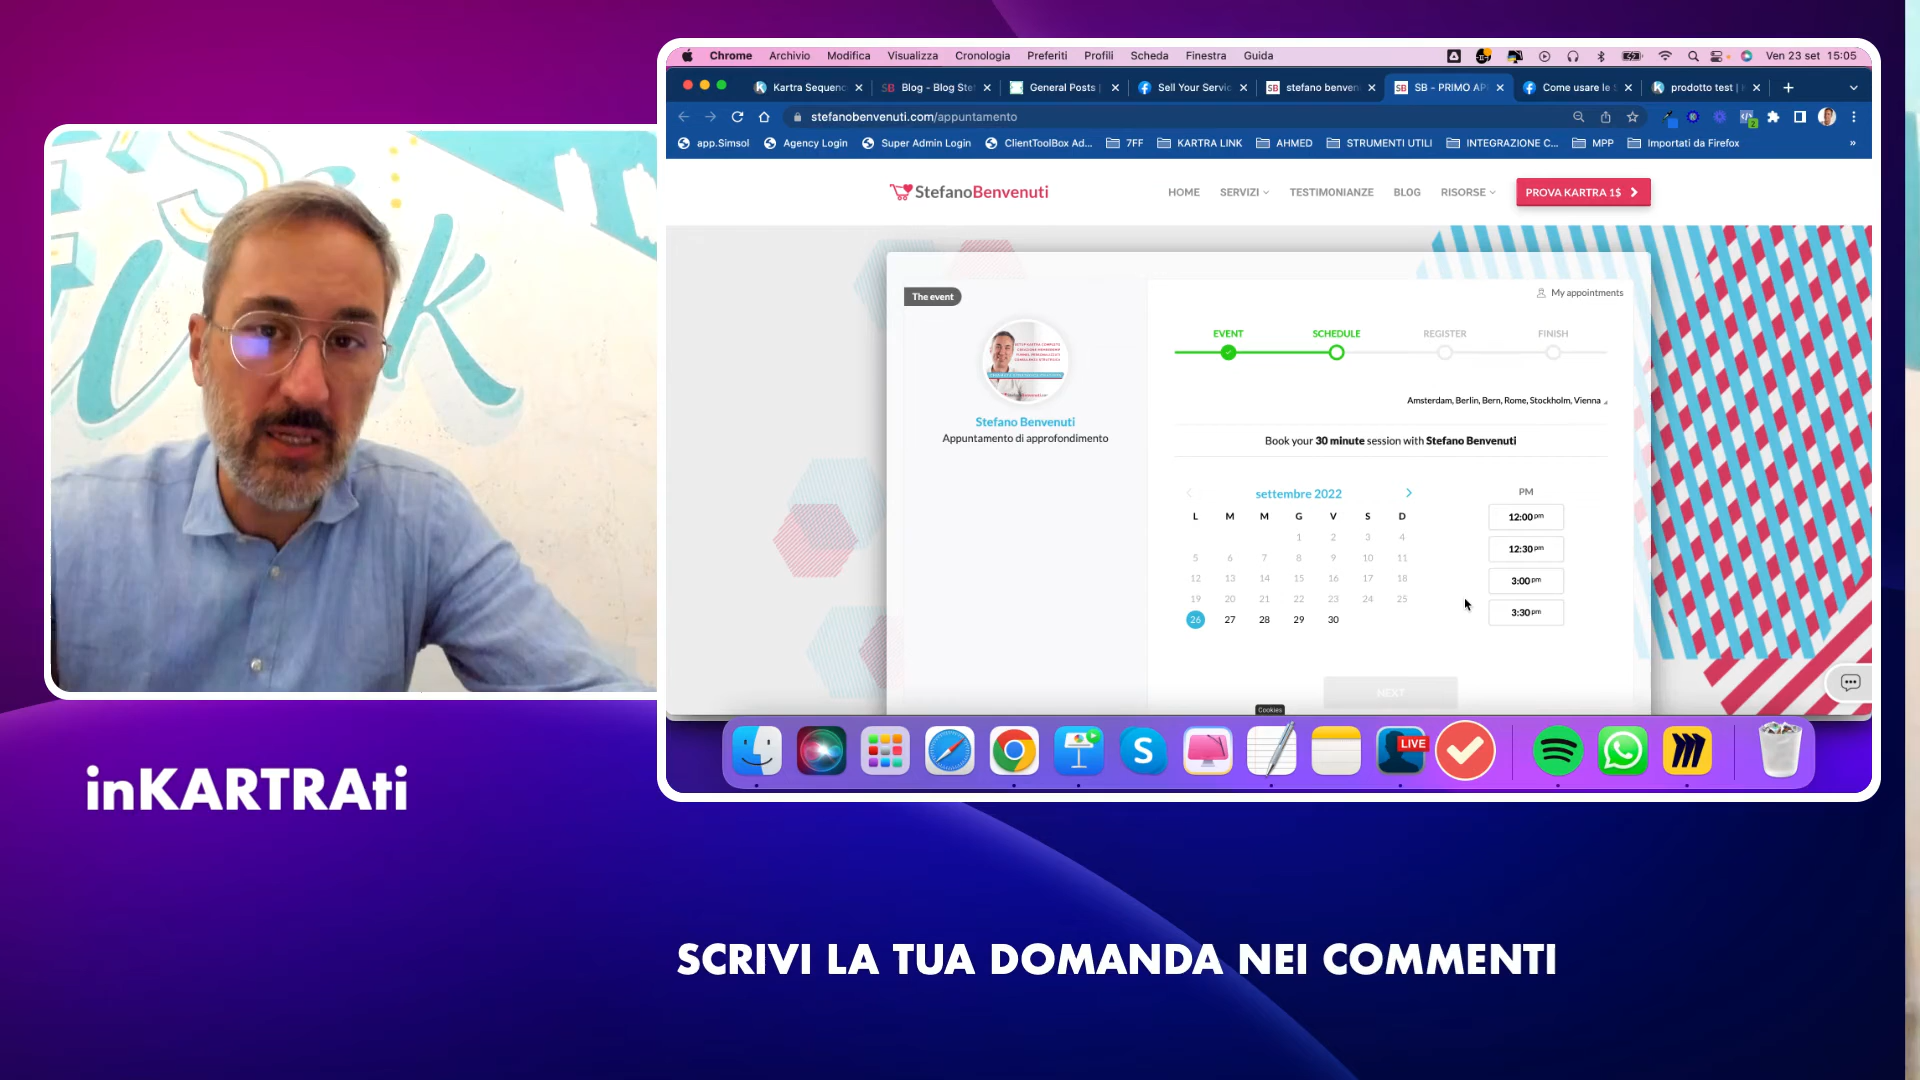 Chrome Archivio Modifica Visualizza Cronologia Preferiti Profili Scheda Finestra Guida Ven 23 set 15:05
Kartra Sequenc Blog - Blog Ste General Posts Sell Your Servic stefano benven SB - PRIMO AP Come usare le prodotto test |
stefanobenvenuti.com/appuntamento
app.Simsol Agency Login Super Admin Login ClientToolBox Ad... 7FF KARTRA LINK AHMED STRUMENTI UTILI INTEGRAZIONE C... MPP Importati da Firefox »
StefanoBenvenuti HOME SERVIZI TESTIMONIANZE BLOG RISORSE PROVA KARTRA 1$
The event
My appointments
EVENT SCHEDULE REGISTER FINISH
Amsterdam, Berlin, Bern, Rome, Stockholm, Vienna
Stefano Benvenuti
Appuntamento di approfondimento
Book your 30 minute session with Stefano Benvenuti
settembre 2022
L M M G V S D
1 2 3 4
5 6 7 8 9 10 11
12 13 14 15 16 17 18
19 20 21 22 23 24 25
26 27 28 29 30
PM
12:00 pm
12:30 pm
3:00 pm
3:30 pm
NEXT
Cookies
LIVE
inKARTRAti
SCRIVI LA TUA DOMANDA NEI COMMENTI